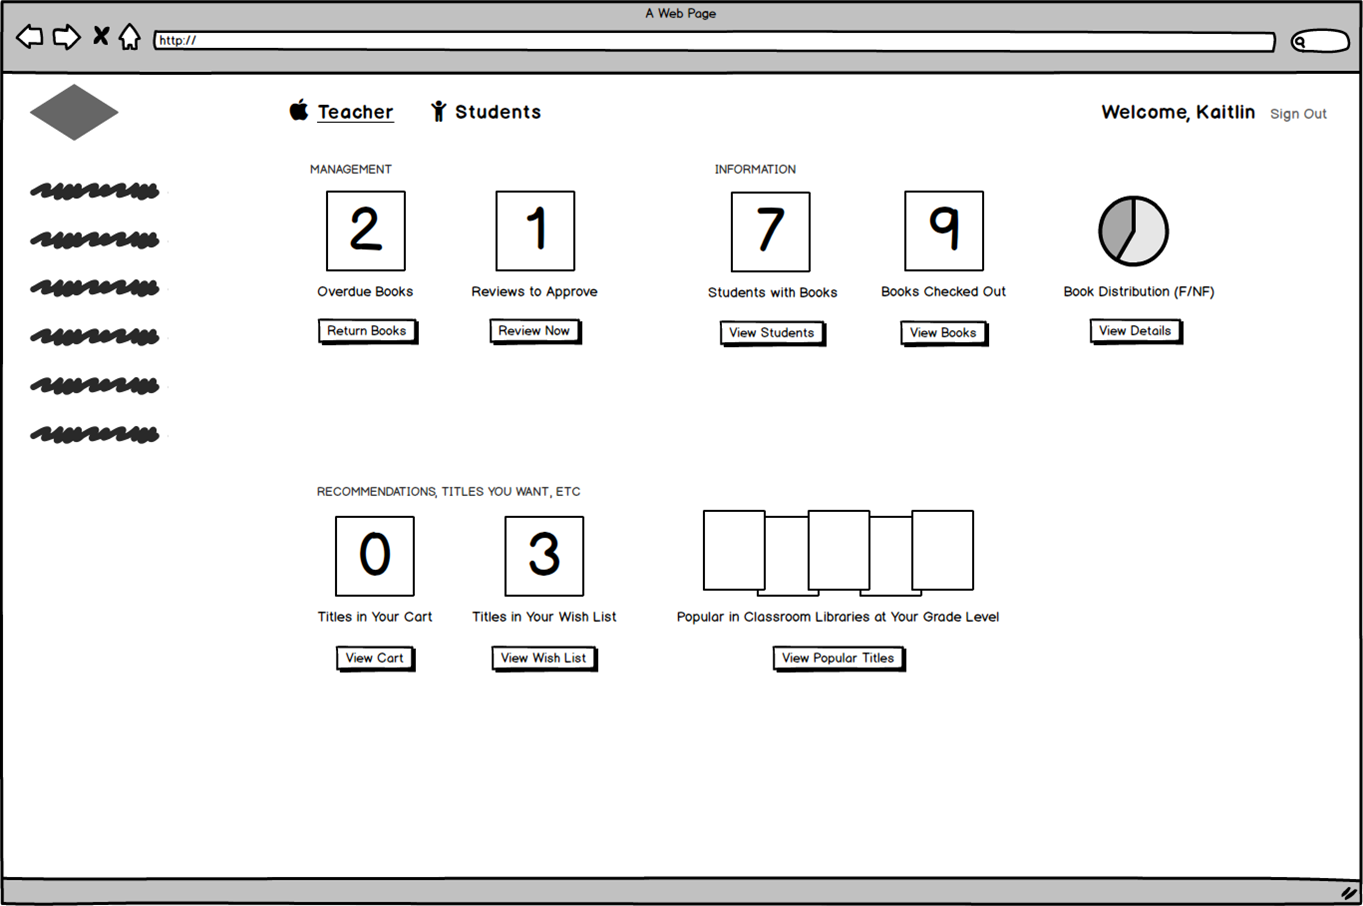 A Web Page
http://
Teacher
Students
Welcome, Kaitlin
Sign Out
MANAGEMENT
INFORMATION
2
1
7
9
Overdue Books
Reviews to Approve
Students with Books
Books Checked Out
Book Distribution (F/NF)
Return Books
Review Now
View Students
View Books
View Details
RECOMMENDATIONS, TITLES YOU WANT, ETC
0
3
Titles in Your Cart
Titles in Your Wish List
Popular in Classroom Libraries at Your Grade Level
View Cart
View Wish List
View Popular Titles